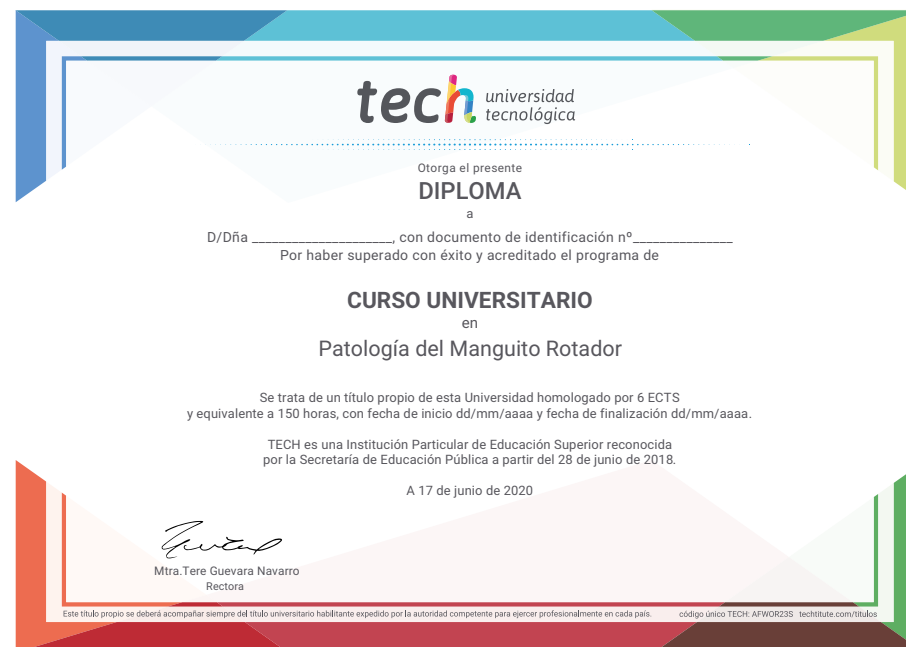 tech universidad
tecnológica
Otorga el presente
DIPLOMA
a
D/Dña ______________________, con documento de identificación nº_______________
Por haber superado con éxito y acreditado el programa de
CURSO UNIVERSITARIO
en
Patología del Manguito Rotador
Se trata de un título propio de esta Universidad homologado por 6 ECTS
y equivalente a 150 horas, con fecha de inicio dd/mm/aaaa y fecha de finalización dd/mm/aaaa.
TECH es una Institución Particular de Educación Superior reconocida
por la Secretaría de Educación Pública a partir del 28 de junio de 2018.
A 17 de junio de 2020
Mtra.Tere Guevara Navarro
Rectora
Este título propio se deberá acompañar siempre del título universitario habilitante expedido por la autoridad competente para ejercer profesionalmente en cada país. código único TECH: AFWOR23S techtitute.com/titulos